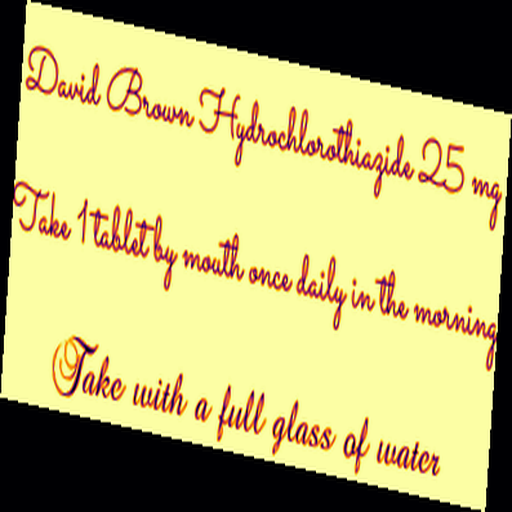 David Brown Hydrochlorothiazide 25 mg
Take 1 tablet by mouth once daily in the morning
Take with a full glass of water